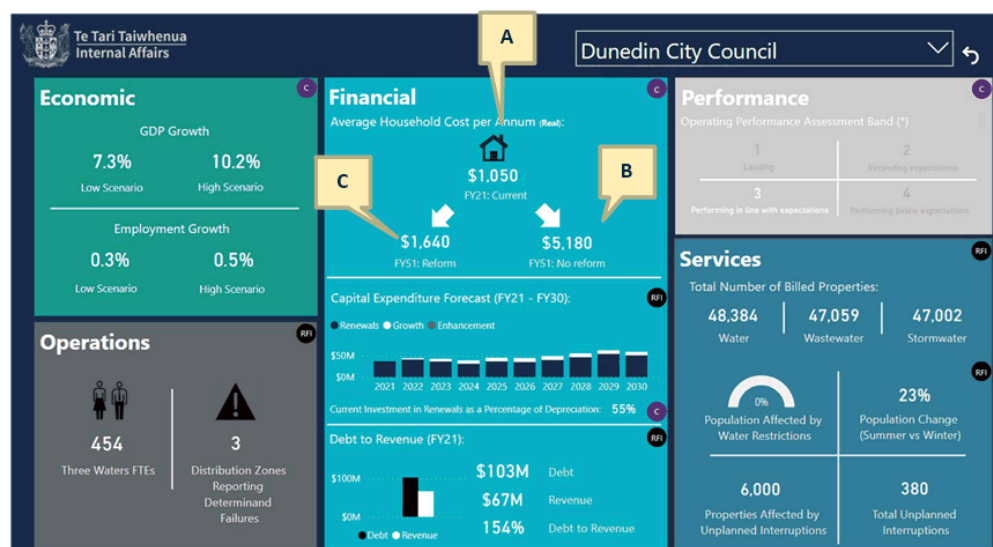 Te Tari Taiwhenua
Internal Affairs
A
Dunedin City Council
Economic
C
GDP Growth
7.3%
10.2%
Low Scenario
High Scenario
Employment Growth
0.3%
0.5%
Low Scenario
High Scenario
Operations
RFI
454
3
Three Waters FTEs
Distribution Zones
Reporting
Determinand
Failures
Financial
C
Average Household Cost per Annum (Real):
$1,050
FY21: Current
C
B
$1,640
$5,180
FY51: Reform
FY51: No reform
Capital Expenditure Forecast (FY21 - FY30):
RFI
Renewals Growth Enhancement
$50M
$0M
2021 2022 2023 2024 2025 2026 2027 2028 2029 2030
Current Investment in Renewals as a Percentage of Depreciation: 55%
C
Debt to Revenue (FY21):
RFI
$100M
$0M
Debt Revenue
$103M Debt
$67M Revenue
154% Debt to Revenue
Performance
C
Operating Performance Assessment Band (*)
1
2
Leading
Exceeding expectations
3
4
Performing in line with expectations
Performing below expectations
Services
RFI
Total Number of Billed Properties:
48,384
47,059
47,002
Water
Wastewater
Stormwater
RFI
0%
23%
Population Affected by
Water Restrictions
Population Change
(Summer vs Winter)
6,000
380
Properties Affected by
Unplanned Interruptions
Total Unplanned
Interruptions